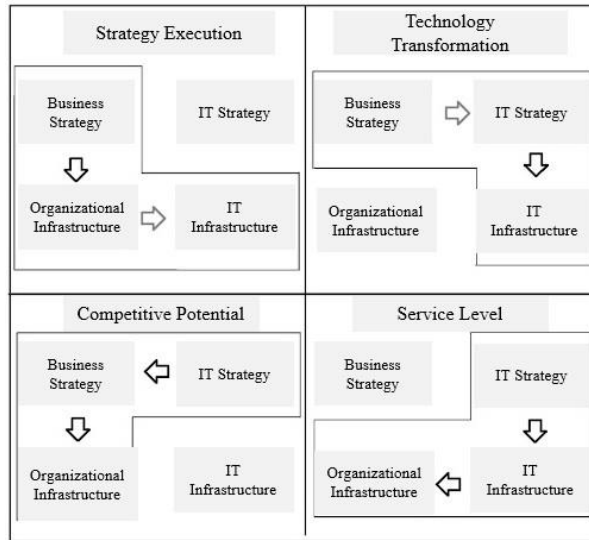 Strategy Execution
Technology
Transformation
Business
Strategy
IT Strategy
Organizational
Infrastructure
IT
Infrastructure
Business
Strategy
IT Strategy
Organizational
Infrastructure
IT
Infrastructure
Competitive Potential
Service Level
Business
Strategy
IT Strategy
Organizational
Infrastructure
IT
Infrastructure
Business
Strategy
IT Strategy
Organizational
Infrastructure
IT
Infrastructure